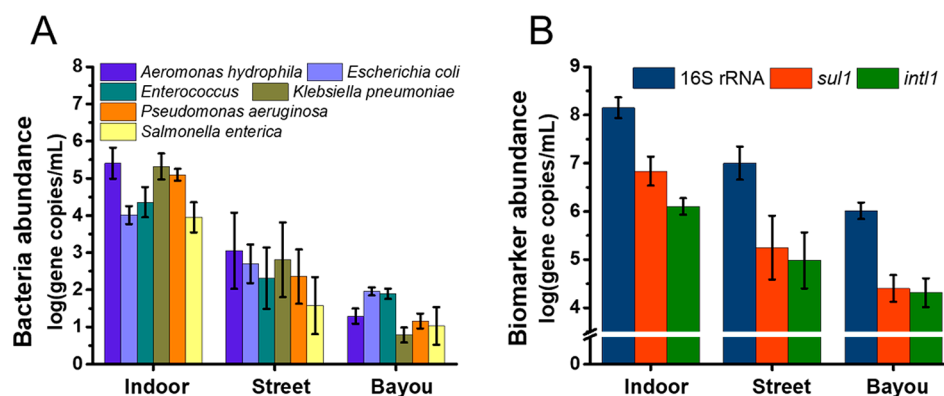 A
Bacteria abundance
log(gene copies/mL)
8
7
6
5
4
3
2
1
0
Aeromonas hydrophila Escherichia coli
Enterococcus Klebsiella pneumoniae
Pseudomonas aeruginosa
Salmonella enterica
Indoor Street Bayou
B
Biomarker abundance
log(gene copies/mL)
9
8
7
6
5
4
0
16S rRNA sul1 intl1
Indoor Street Bayou